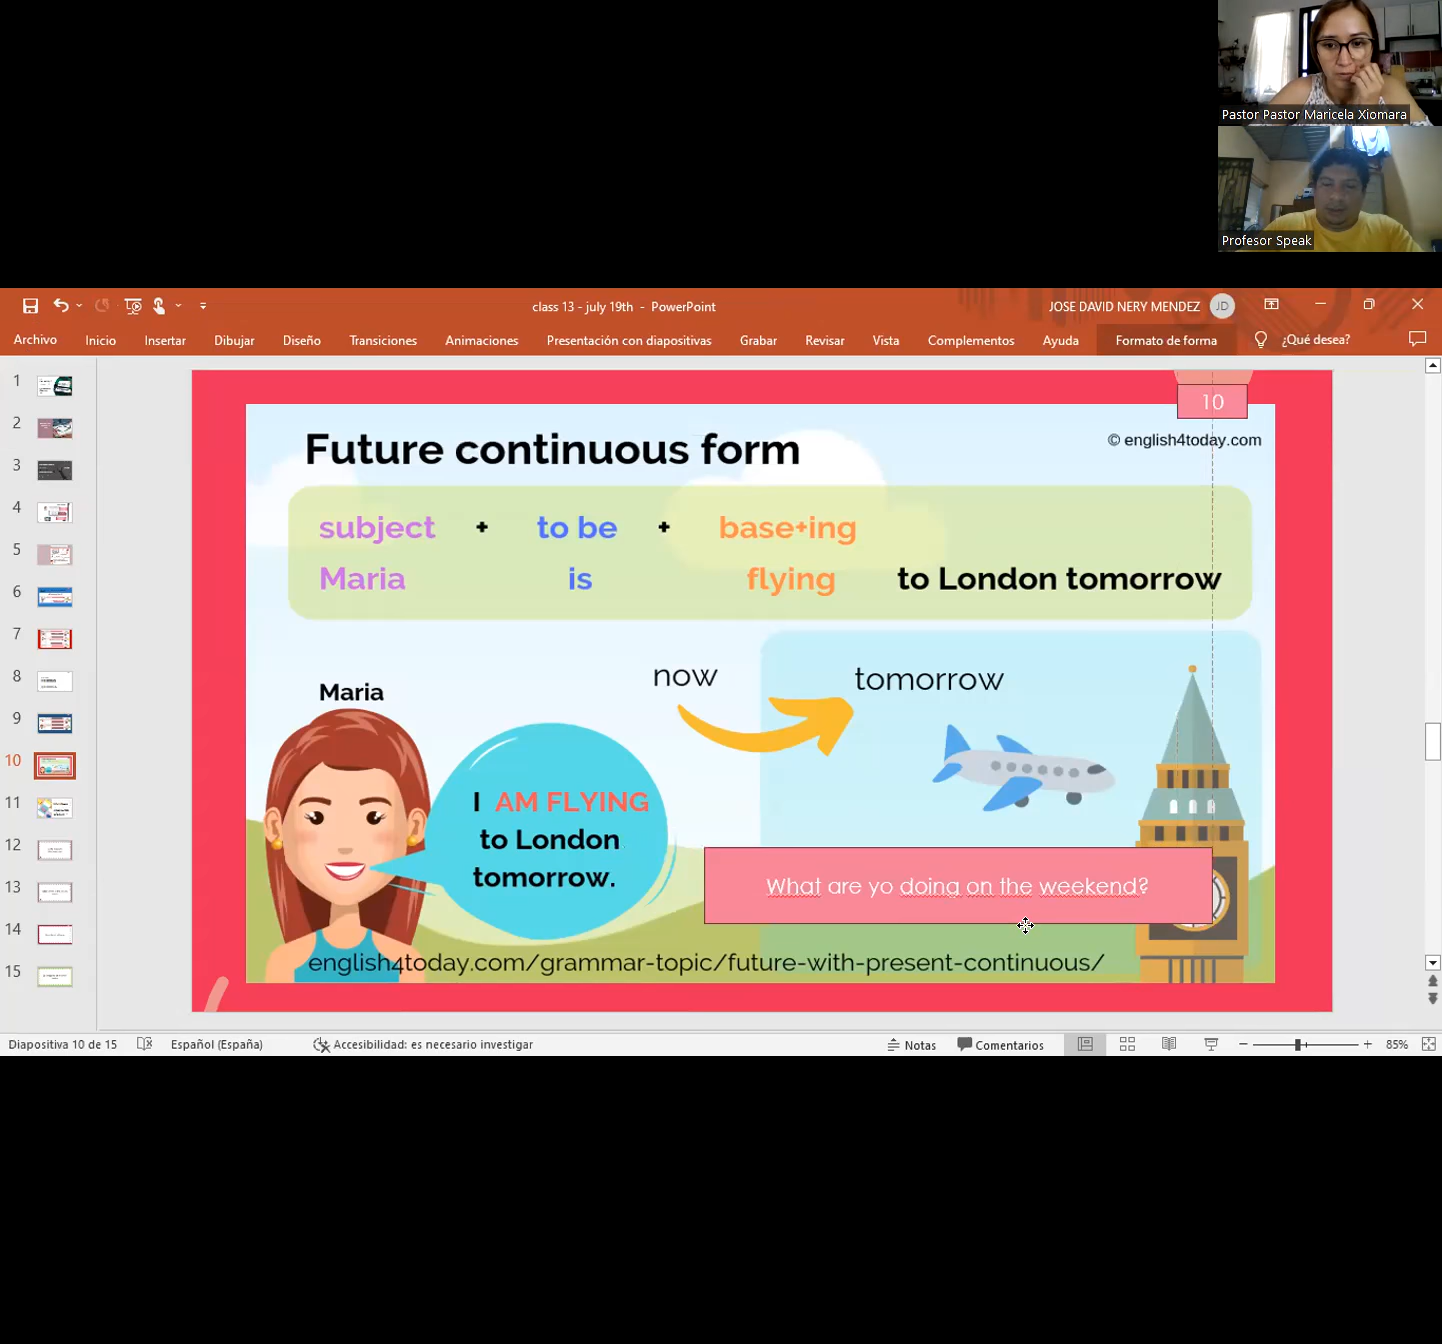 Pastor Pastor Maricela Xiomara
Profesor Speak
class 13 - july 19th - PowerPoint
JOSE DAVID NERY MENDEZ JD
Archivo Inicio Insertar Dibujar Diseño Transiciones Animaciones Presentación con diapositivas Grabar Revisar Vista Complementos Ayuda Formato de forma ¿Qué desea?
1
2
3
4
5
6
7
8
9
10
11
12
13
14
15
10
© english4today.com
Future continuous form
subject + to be + base+ing
Maria is flying to London tomorrow
now tomorrow
Maria
I AM FLYING
to London
tomorrow.
What are yo doing on the weekend?
english4today.com/grammar-topic/future-with-present-continuous/
Diapositiva 10 de 15 Español (España) Accesibilidad: es necesario investigar Notas Comentarios 85%